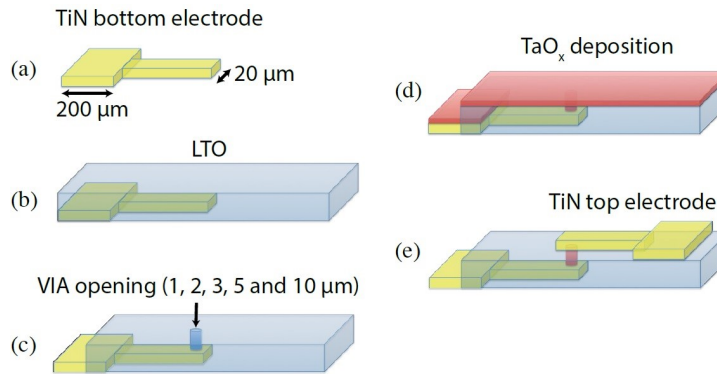 TiN bottom electrode
(a)
20 μm
200 μm
LTO
(b)
VIA opening (1, 2, 3, 5 and 10 μm)
(c)
TaOₓ deposition
(d)
TiN top electrode
(e)